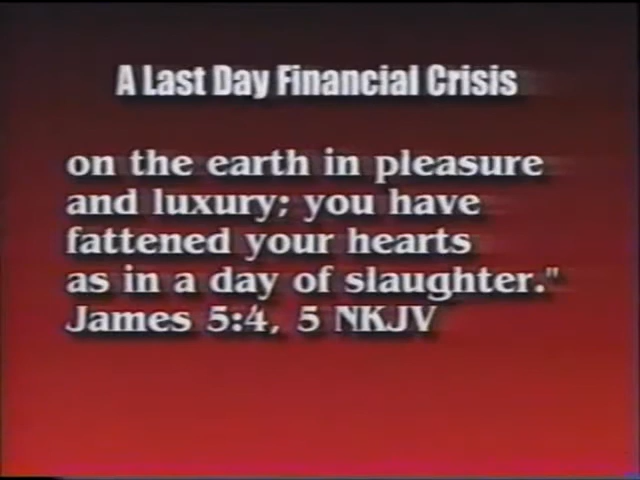 A Last Day Financial Crisis
on the earth in pleasure
and luxury; you have
fattened your hearts
as in a day of slaughter."
James 5:4, 5 NKJV